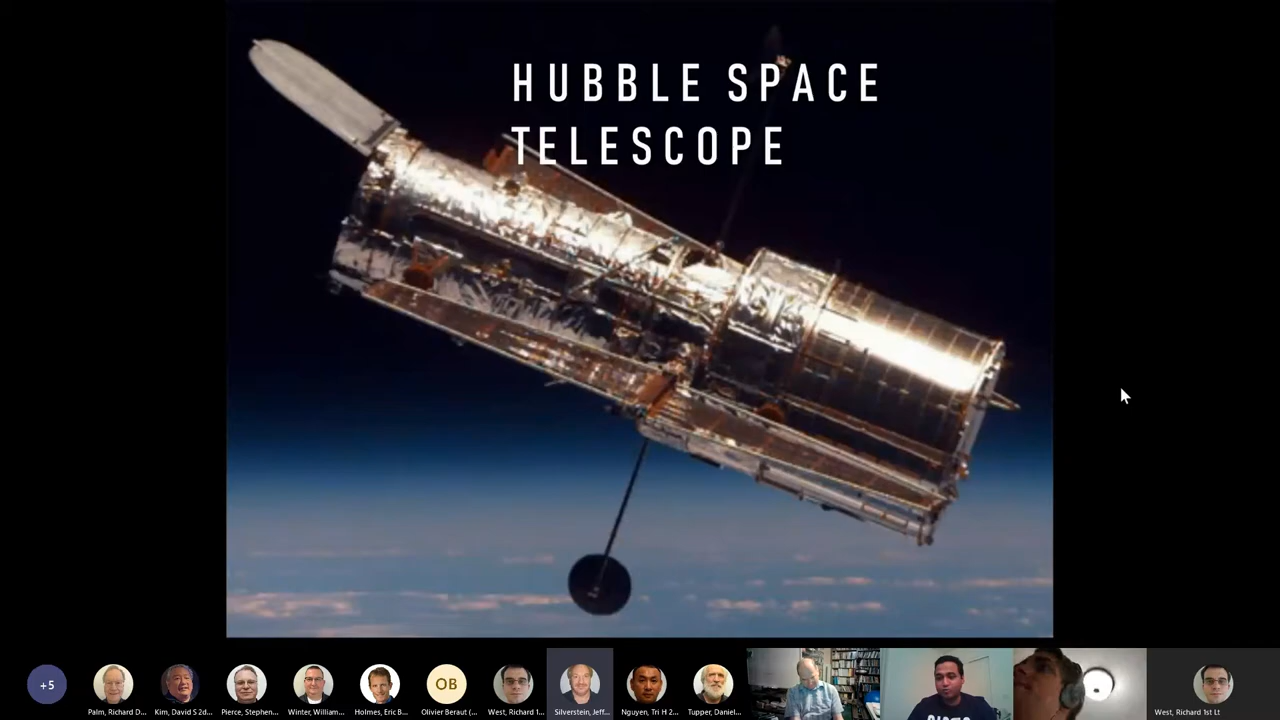 HUBBLE SPACE
TELESCOPE
+5
Palm, Richard D...
Kim, David S 2d...
Pierce, Stephen...
Winter, William...
Holmes, Eric B...
OB
Olivier Beraut (...
West, Richard 1...
Silverstein, Jeff...
Nguyen, Tri H 2...
Tupper, Daniel...
West, Richard 1st Lt